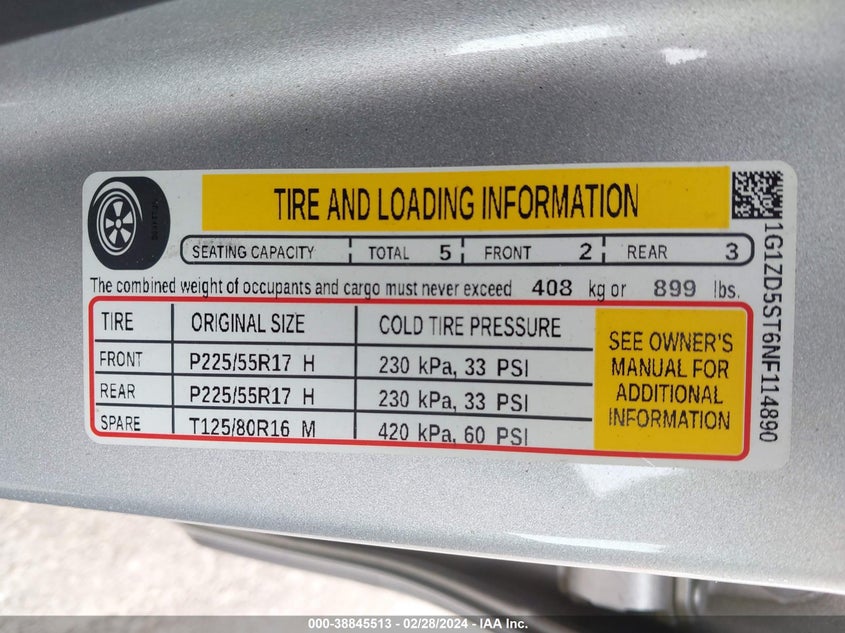 TIRE AND LOADING INFORMATION
SEATING CAPACITY TOTAL 5 FRONT 2 REAR 3
The combined weight of occupants and cargo must never exceed 408 kg or 899 lbs.
TIRE ORIGINAL SIZE COLD TIRE PRESSURE
FRONT P225/55R17 H 230 kPa, 33 PSI
REAR P225/55R17 H 230 kPa, 33 PSI
SPARE T125/80R16 M 420 kPa, 60 PSI
SEE OWNER'S
MANUAL FOR
ADDITIONAL
INFORMATION
1G1ZD5ST6NF114890
000-38845513 - 02/28/2024 - IAA Inc.